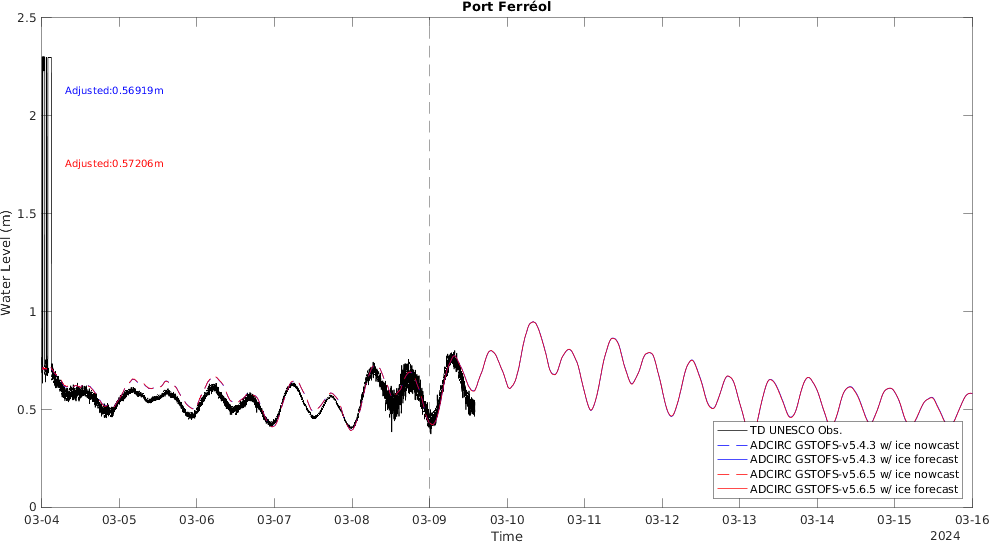 Port Ferréol
2.5
2
1.5
1
0.5
0
Water Level (m)
Adjusted:0.56919m
Adjusted:0.57206m
TD UNESCO Obs.
ADCIRC GSTOFS-v5.4.3 w/ ice nowcast
ADCIRC GSTOFS-v5.4.3 w/ ice forecast
ADCIRC GSTOFS-v5.6.5 w/ ice nowcast
ADCIRC GSTOFS-v5.6.5 w/ ice forecast
03-04 03-05 03-06 03-07 03-08 03-09 03-10 03-11 03-12 03-13 03-14 03-15 03-16
Time
2024